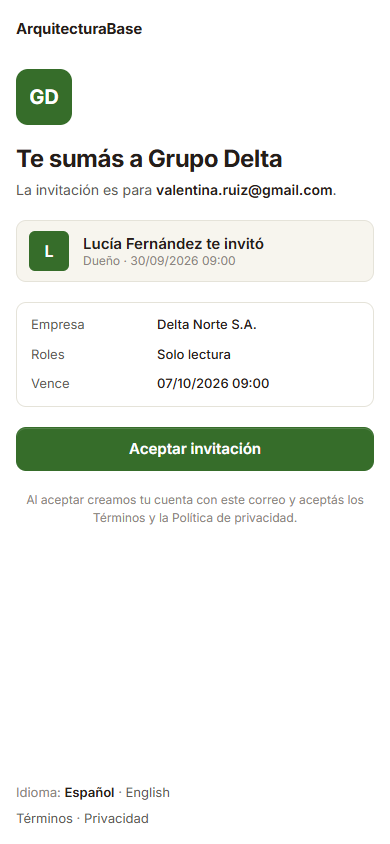 ArquitecturaBase
GD
Te sumás a Grupo Delta
La invitación es para valentina.ruiz@gmail.com.
L
Lucía Fernández te invitó
Dueño · 30/09/2026 09:00
Empresa Delta Norte S.A.
Roles Solo lectura
Vence 07/10/2026 09:00
Aceptar invitación
Al aceptar creamos tu cuenta con este correo y aceptás los
Términos y la Política de privacidad.
Idioma: Español · English
Términos · Privacidad